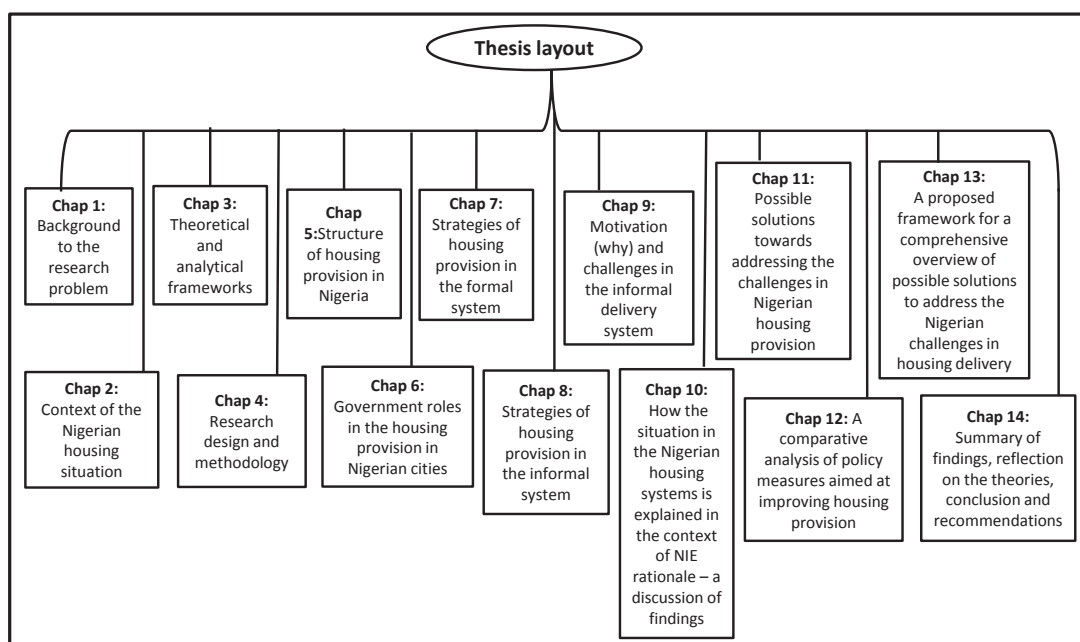 Thesis layout
Chap 1:
Background
to the
research
problem
Chap 2:
Context of the
Nigerian
housing
situation
Chap 3:
Theoretical
and
analytical
frameworks
Chap 4:
Research
design and
methodology
Chap
5:Structure
of housing
provision in
Nigeria
Chap 6:
Government roles
in the housing
provision in
Nigerian cities
Chap 7:
Strategies of
housing
provision in
the formal
system
Chap 8:
Strategies of
housing
provision in
the informal
system
Chap 9:
Motivation
(why) and
challenges in
the informal
delivery
system
Chap 10:
How the
situation in
the Nigerian
housing
systems is
explained in
the context
of NIE
rationale – a
discussion of
findings
Chap 11:
Possible
solutions
towards
addressing the
challenges in
Nigerian
housing
provision
Chap 12: A
comparative
analysis of policy
measures aimed at
improving housing
provision
Chap 13:
A proposed
framework for a
comprehensive
overview of
possible solutions
to address the
Nigerian
challenges in
housing delivery
Chap 14:
Summary of
findings, reflection
on the theories,
conclusion and
recommendations